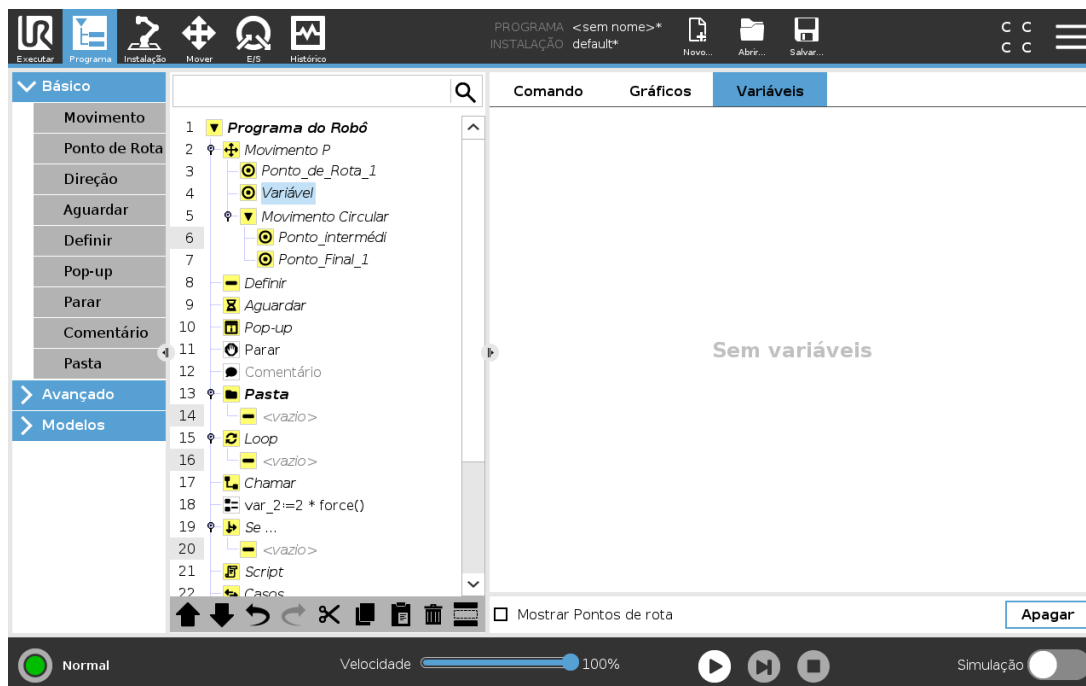 UR
Executar
Programa
Instalação
Mover
E/S
Histórico
PROGRAMA <sem nome>*
INSTALAÇÃO default*
Novo...
Abrir...
Salvar...
C C
C C
Básico
Movimento
Ponto de Rota
Direção
Aguardar
Definir
Pop-up
Parar
Comentário
Pasta
Avançado
Modelos
1 Programa do Robô
2 Movimento P
3 Ponto_de_Rota_1
4 Variável
5 Movimento Circular
6 Ponto_intermédi
7 Ponto_Final_1
8 Definir
9 Aguardar
10 Pop-up
11 Parar
12 Comentário
13 Pasta
14 <vazio>
15 Loop
16 <vazio>
17 Chamar
18 var_2:=2 * force()
19 Se ...
20 <vazio>
21 Script
22 Casos
Comando
Gráficos
Variáveis
Sem variáveis
Mostrar Pontos de rota
Apagar
Normal
Velocidade
100%
Simulação